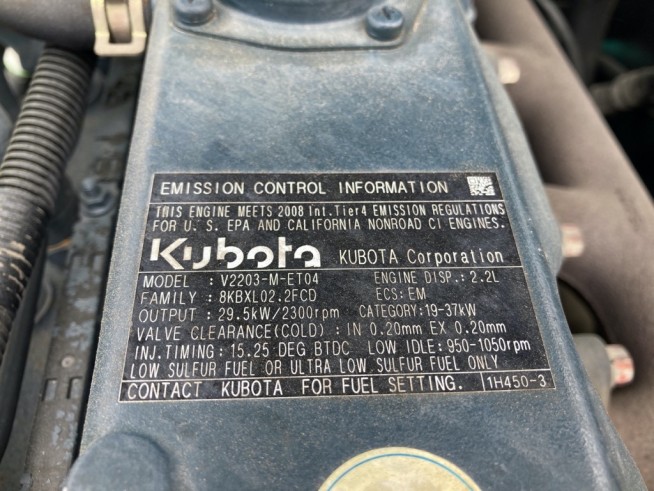 EMISSION CONTROL INFORMATION
THIS ENGINE MEETS 2008 Int.Tier4 EMISSION REGULATIONS
FOR U.S. EPA AND CALIFORNIA NONROAD CI ENGINES.
Kubota KUBOTA Corporation
MODEL : V2203-M-ET04 ENGINE DISP.: 2.2L
FAMILY : 8KBXL02.2FCD ECS: EM
OUTPUT : 29.5kW/2300rpm CATEGORY: 19-37kW
VALVE CLEARANCE(COLD) : IN 0.20mm EX 0.20mm
INJ.TIMING: 15.25 DEG BTDC LOW IDLE: 950-1050rpm
LOW SULFUR FUEL OR ULTRA LOW SULFUR FUEL ONLY
CONTACT KUBOTA FOR FUEL SETTING. 1H450-3